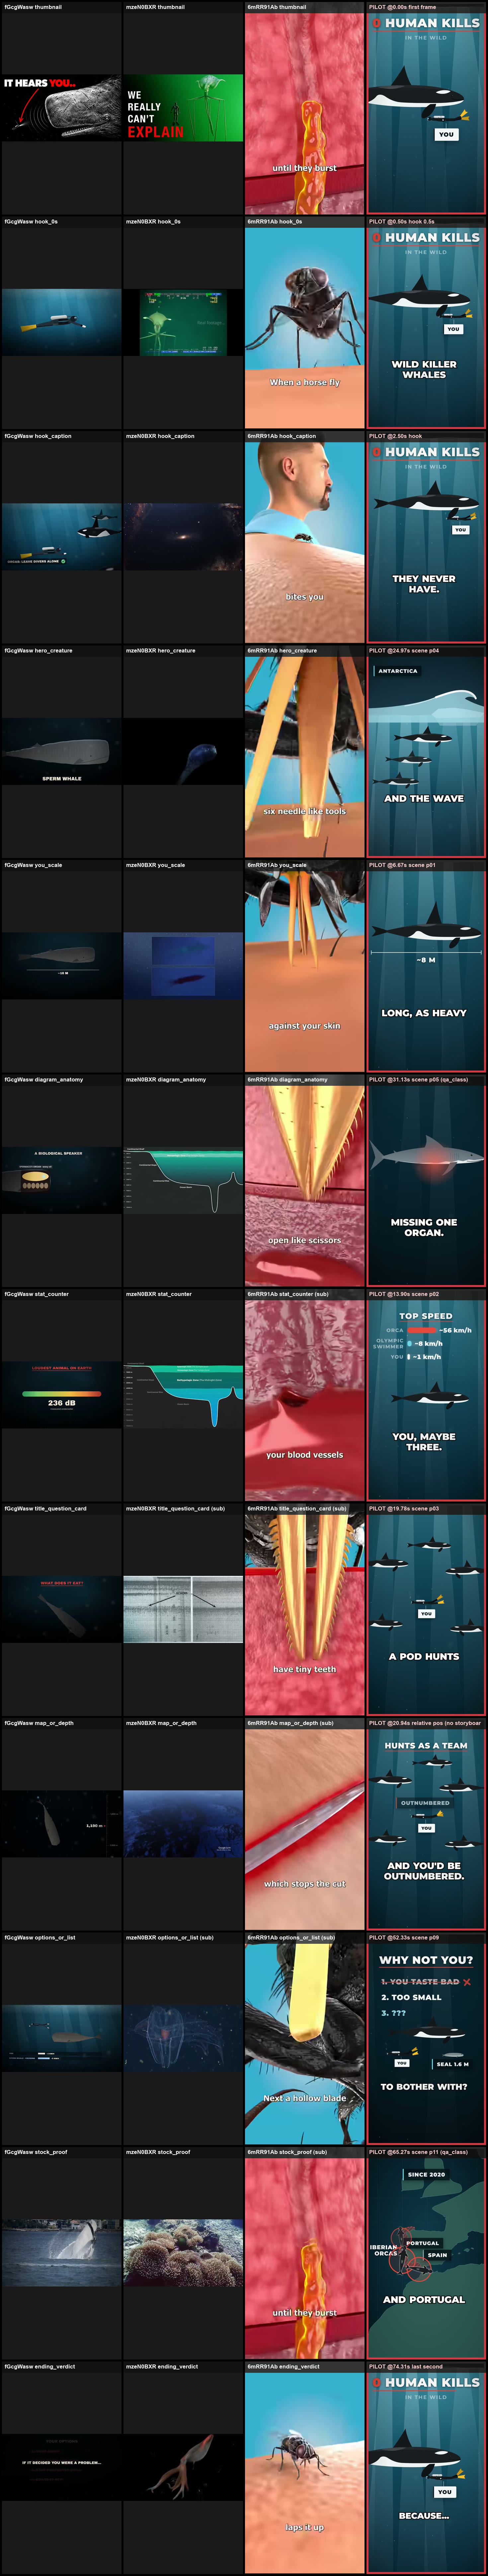 fGcgWasw thumbnail
mzeN0BXR thumbnail
6mRR91Ab thumbnail
PILOT @0.00s first frame
IT HEARS YOU..
WE
REALLY
CAN'T
EXPLAIN
until they burst
0 HUMAN KILLS
IN THE WILD
YOU
fGcgWasw hook_0s
mzeN0BXR hook_0s
6mRR91Ab hook_0s
PILOT @0.50s hook 0.5s
When a horse fly
0 HUMAN KILLS
IN THE WILD
YOU
WILD KILLER
WHALES
fGcgWasw hook_caption
mzeN0BXR hook_caption
6mRR91Ab hook_caption
PILOT @2.50s hook
bites you
0 HUMAN KILLS
IN THE WILD
YOU
THEY NEVER
HAVE.
fGcgWasw hero_creature
mzeN0BXR hero_creature
6mRR91Ab hero_creature
PILOT @24.97s scene p04
SPERM WHALE
six needle like tools
ANTARCTICA
AND THE WAVE
fGcgWasw you_scale
mzeN0BXR you_scale
6mRR91Ab you_scale
PILOT @6.67s scene p01
against your skin
~8 M
LONG, AS HEAVY
fGcgWasw diagram_anatomy
mzeN0BXR diagram_anatomy
6mRR91Ab diagram_anatomy
PILOT @31.13s scene p05 (qa_class)
A BIOLOGICAL SPEAKER
open like scissors
MISSING ONE
ORGAN.
fGcgWasw stat_counter
mzeN0BXR stat_counter
6mRR91Ab stat_counter (sub)
PILOT @13.90s scene p02
LOUDEST ANIMAL ON EARTH
236 dB
your blood vessels
TOP SPEED
ORCA ~56 km/h
OLYMPIC
SWIMMER ~8 km/h
YOU ~1 km/h
YOU, MAYBE
THREE.
fGcgWasw title_question_card
mzeN0BXR title_question_card (sub)
6mRR91Ab title_question_card (sub)
PILOT @19.78s scene p03
WHAT DOES IT EAT?
have tiny teeth
YOU
A POD HUNTS
fGcgWasw map_or_depth
mzeN0BXR map_or_depth
6mRR91Ab map_or_depth (sub)
PILOT @20.94s relative pos (no storyboar
which stops the cut
HUNTS AS A TEAM
OUTNUMBERED
YOU
AND YOU'D BE
OUTNUMBERED.
fGcgWasw options_or_list
mzeN0BXR options_or_list (sub)
6mRR91Ab options_or_list (sub)
PILOT @52.33s scene p09
Next a hollow blade
WHY NOT YOU?
1. YOU TASTE BAD
2. TOO SMALL
3. ???
YOU
SEAL 1.6 M
TO BOTHER WITH?
fGcgWasw stock_proof
mzeN0BXR stock_proof
6mRR91Ab stock_proof (sub)
PILOT @65.27s scene p11 (qa_class)
until they burst
SINCE 2020
IBERIAN
ORCAS
PORTUGAL
SPAIN
AND PORTUGAL
fGcgWasw ending_verdict
mzeN0BXR ending_verdict
6mRR91Ab ending_verdict
PILOT @74.31s last second
IF IT DECIDED YOU WERE A PROBLEM...
laps it up
0 HUMAN KILLS
IN THE WILD
YOU
BECAUSE...